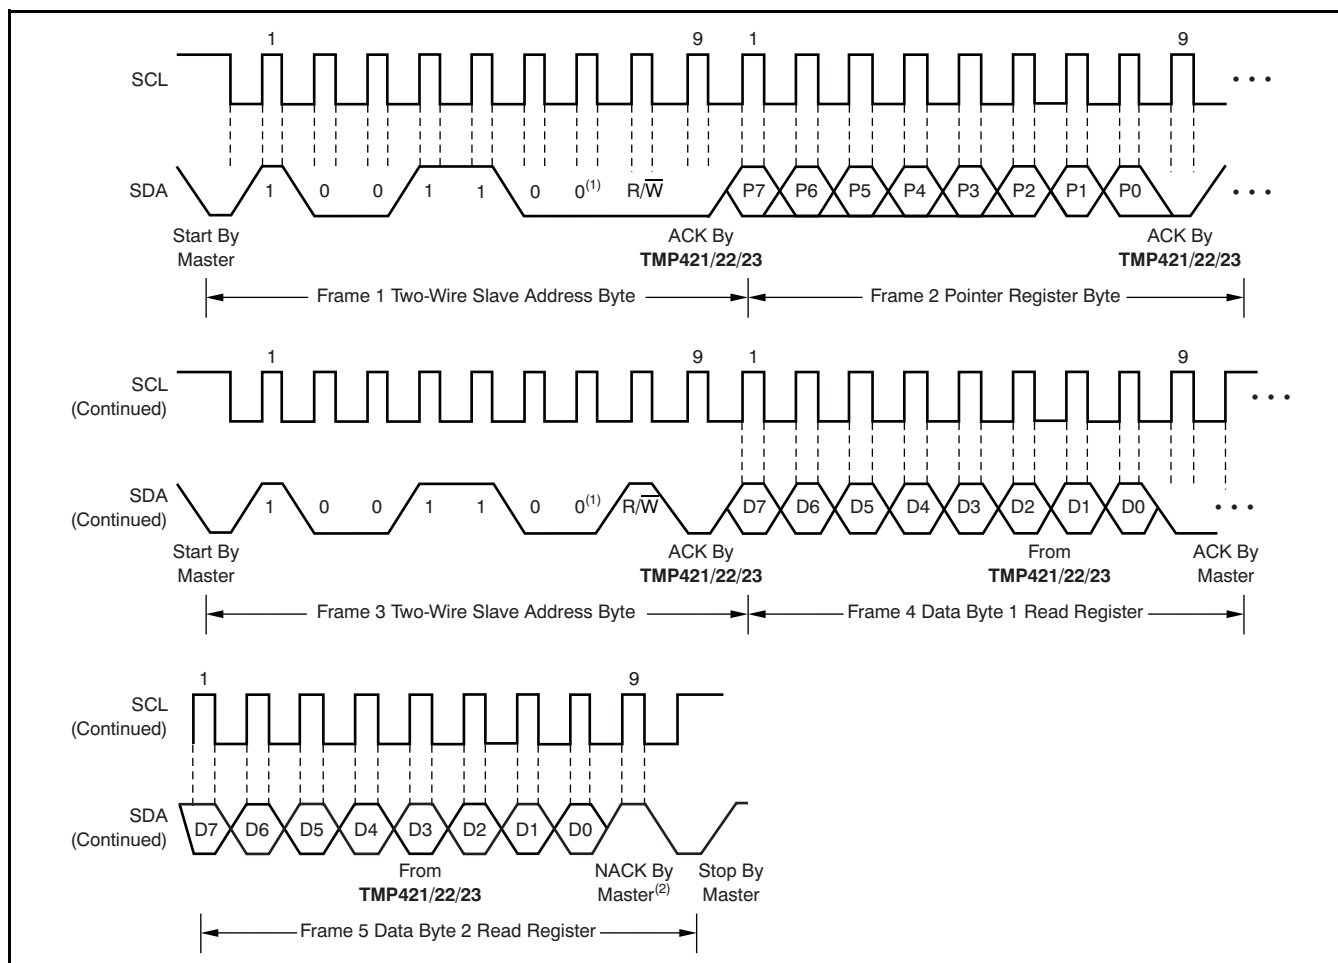 1 9 1 9
SCL • • •
SDA 1 0 0 1 1 0 0(1) R/W P7 P6 P5 P4 P3 P2 P1 P0 • • •
Start By Master
ACK By TMP421/22/23
ACK By TMP421/22/23
Frame 1 Two-Wire Slave Address Byte
Frame 2 Pointer Register Byte
1 9 1 9
SCL (Continued) • • •
SDA (Continued) 1 0 0 1 1 0 0(1) R/W D7 D6 D5 D4 D3 D2 D1 D0 • • •
Start By Master
ACK By TMP421/22/23
From TMP421/22/23
ACK By Master
Frame 3 Two-Wire Slave Address Byte
Frame 4 Data Byte 1 Read Register
1 9
SCL (Continued)
SDA (Continued) D7 D6 D5 D4 D3 D2 D1 D0
From TMP421/22/23
NACK By Master(2)
Stop By Master
Frame 5 Data Byte 2 Read Register